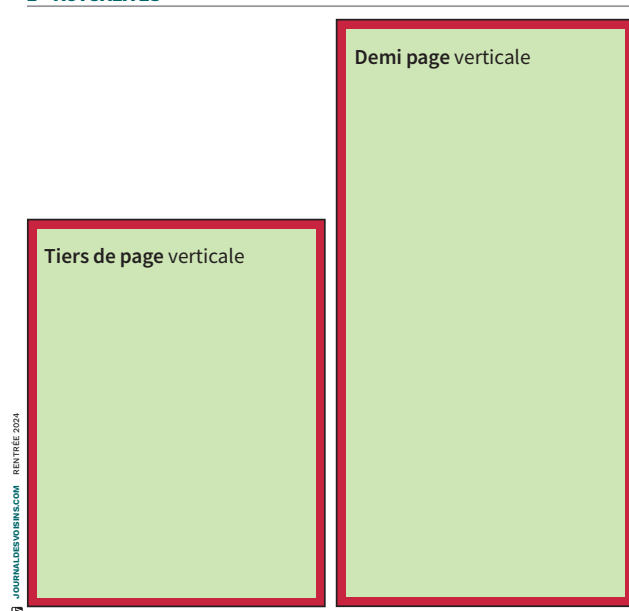 Demi page verticale
Tiers de page verticale
JOURNALDESVOISINS.COM RENTRÉE 2024